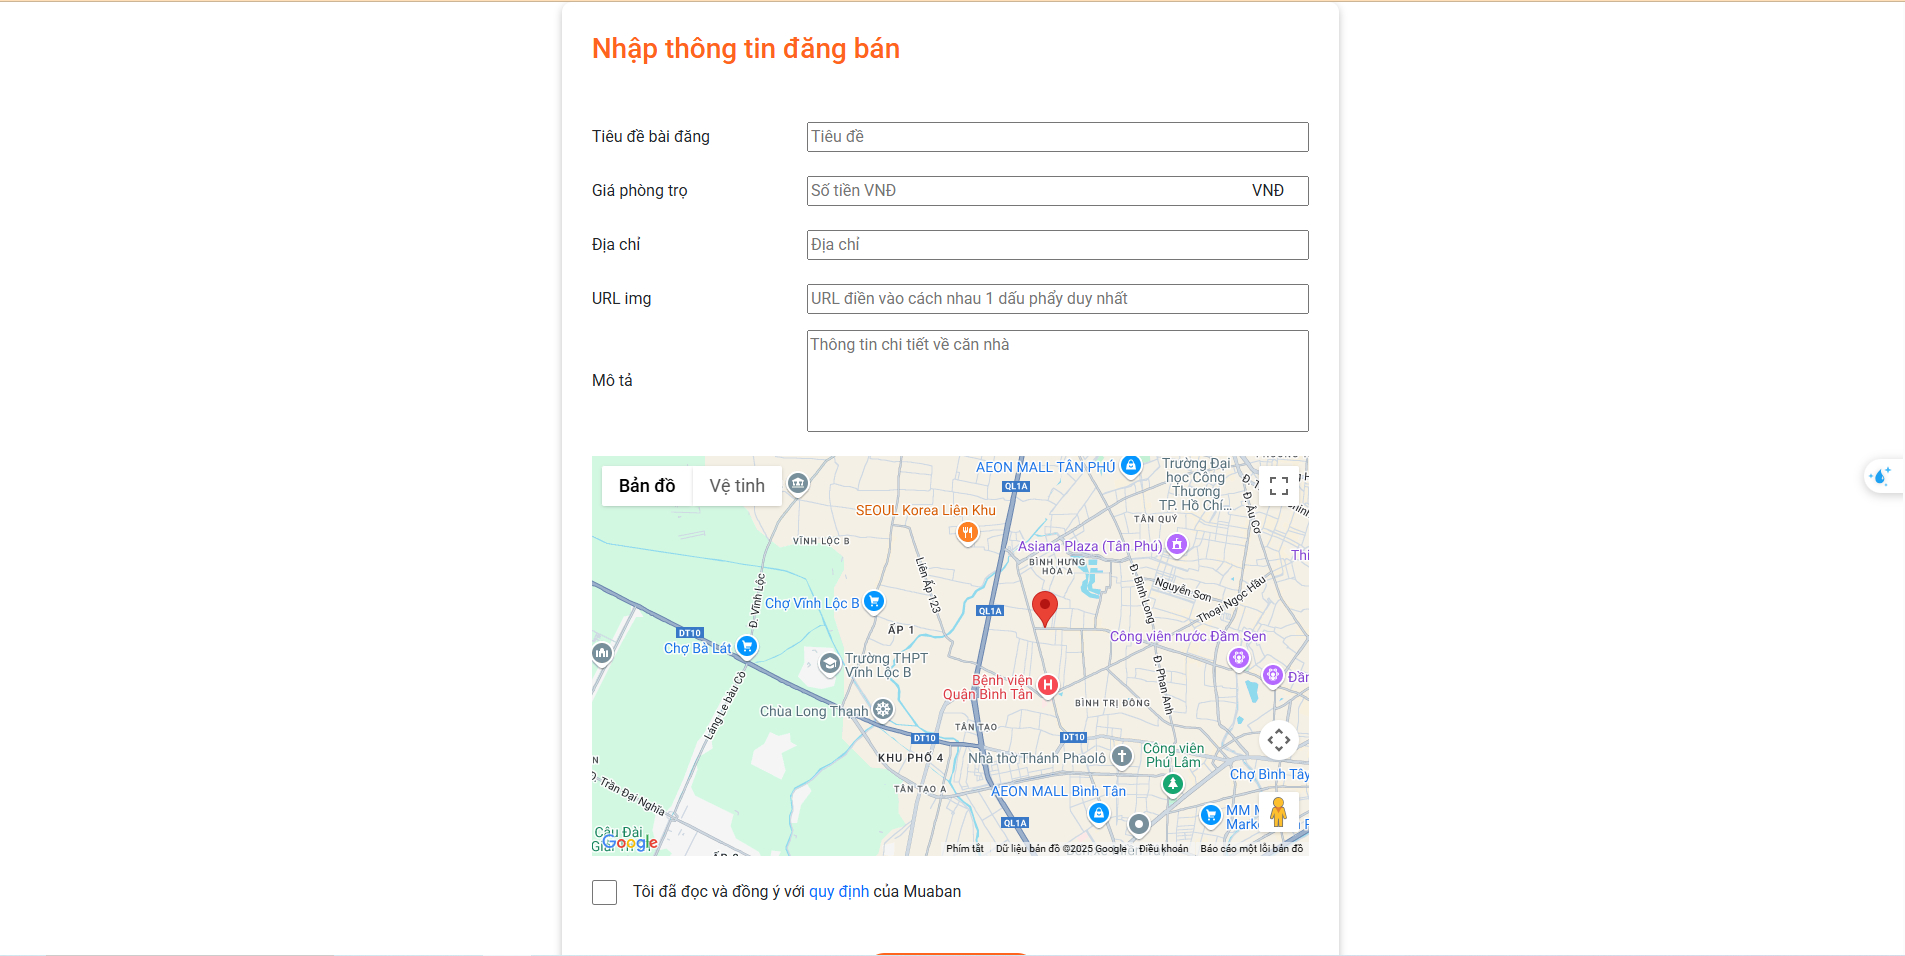 Nhập thông tin đăng bán
Tiêu đề bài đăng
Tiêu đề
Giá phòng trọ
Số tiền VNĐ
VNĐ
Địa chỉ
Địa chỉ
URL img
URL điền vào cách nhau 1 dấu phẩy duy nhất
Mô tả
Thông tin chi tiết về căn nhà
Bản đồ
Vệ tinh
AEON MALL TÂN PHÚ
Trường Đại
học Công
Thương
TP. Hồ Chí...
QL1A
SEOUL Korea Liên Khu
TÂN QUÝ
Đ. Âu Cơ
VĨNH LỘC B
Asiana Plaza (Tân Phú)
BÌNH HƯNG
HÒA A
Liên Ấp 123
Đ. Bình Long
Nguyễn Sơn
Thoại Ngọc Hầu
Đ. Vĩnh Lộc
Chợ Vĩnh Lộc B
QL1A
ẤP 1
DT10
Chợ Bà Lát
Công viên nước Đầm Sen
Trường THPT
Vĩnh Lộc B
Đ. Phan Anh
Bệnh viện
Quận Bình Tân
Láng Le bàu Cò
BÌNH TRỊ ĐÔNG
Chùa Long Thạnh
TÂN TẠO
DT10
DT10
KHU PHỐ 4
Nhà thờ Thánh Phaolô
Công viên
Phú Lâm
Đ. Trần Đại Nghĩa
TÂN TẠO A
AEON MALL Bình Tân
Chợ Bình Tây
QL1A
MM
Mark
Google
Phím tắt
Dữ liệu bản đồ ©2025 Google
Điều khoản
Báo cáo một lỗi bản đồ
Tôi đã đọc và đồng ý với quy định của Muaban